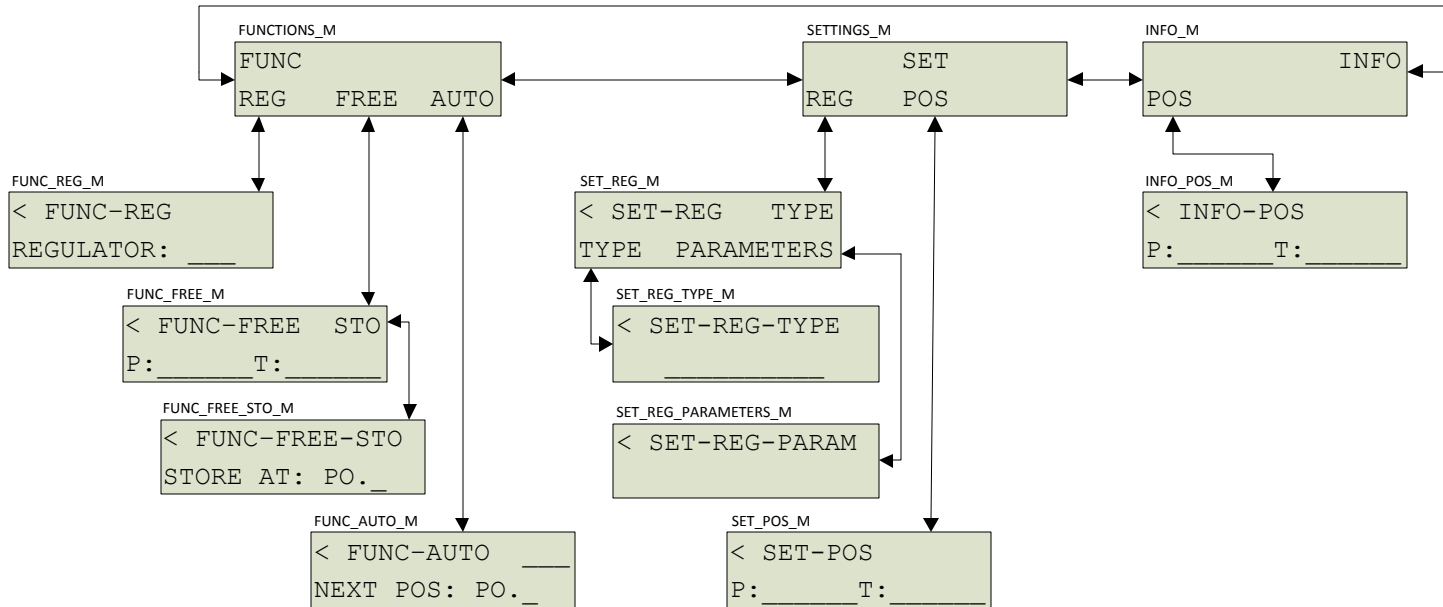 FUNCTIONS_M
FUNC
REG FREE AUTO
SETTINGS_M
SET
REG POS
INFO_M
INFO
POS
FUNC_REG_M
< FUNC-REG
REGULATOR: ___
SET_REG_M
< SET-REG TYPE
TYPE PARAMETERS
INFO_POS_M
< INFO-POS
P:______T:______
FUNC_FREE_M
< FUNC-FREE STO
P:______T:______
SET_REG_TYPE_M
< SET-REG-TYPE
__________
FUNC_FREE_STO_M
< FUNC-FREE-STO
STORE AT: PO._
SET_REG_PARAMETERS_M
< SET-REG-PARAM
FUNC_AUTO_M
< FUNC-AUTO ___
NEXT POS: PO._
SET_POS_M
< SET-POS
P:______T:______